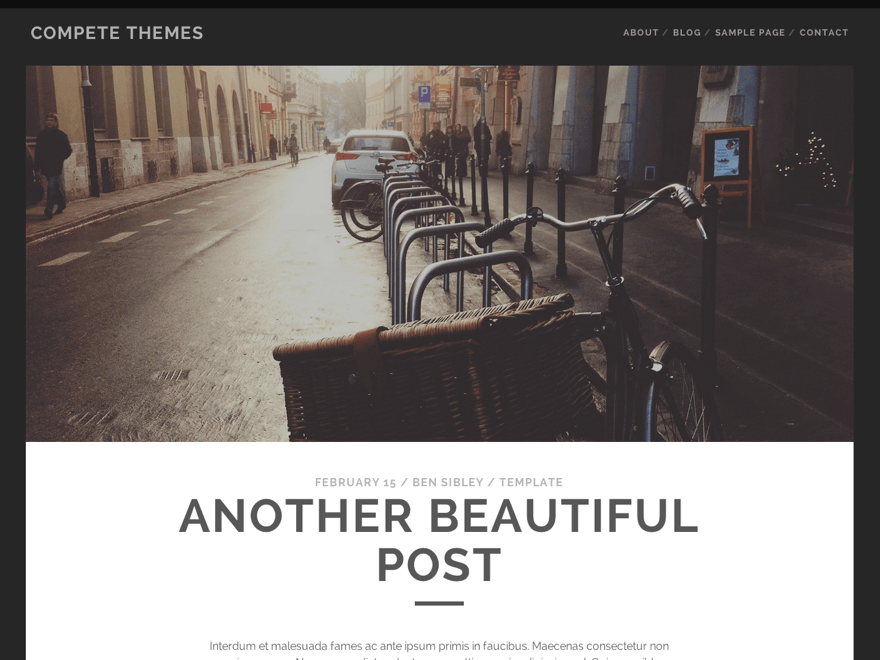 COMPETE THEMES
ABOUT / BLOG / SAMPLE PAGE / CONTACT
P
FEBRUARY 15 / BEN SIBLEY / TEMPLATE
ANOTHER BEAUTIFUL
POST
Interdum et malesuada fames ac ante ipsum primis in faucibus. Maecenas consectetur non